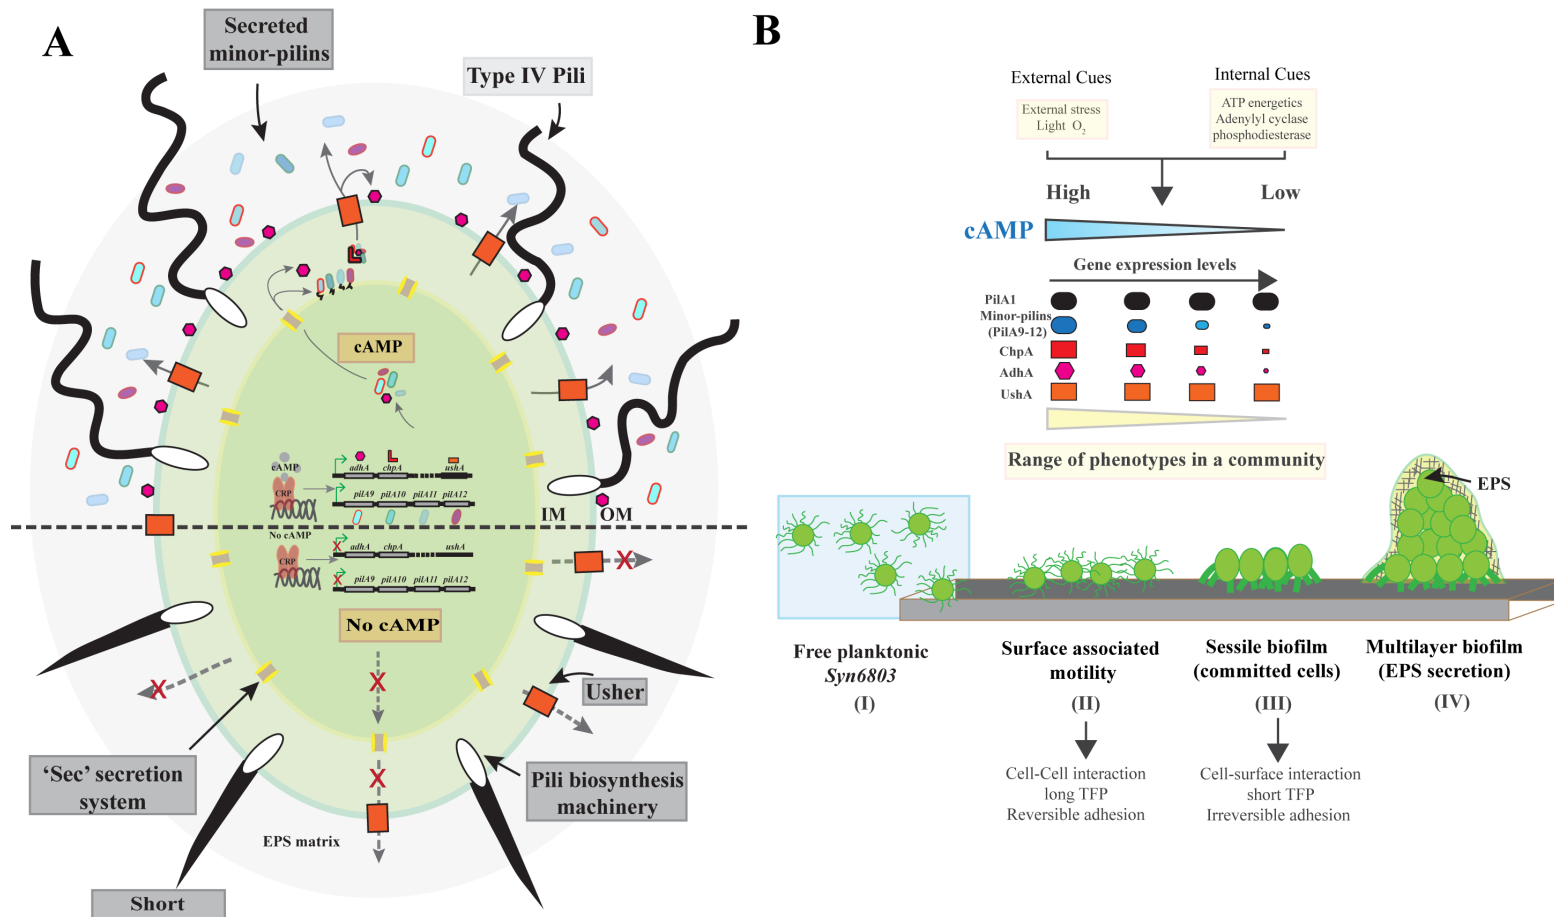 A
Secreted
minor-pilins
Type IV Pili
cAMP
cAMP
CRP
adhA chpA ushA
pilA9 pilA10 pilA11 pilA12
IM OM
No cAMP
CRP
adhA chpA ushA
pilA9 pilA10 pilA11 pilA12
No cAMP
Usher
'Sec' secretion
system
Pili biosynthesis
machinery
EPS matrix
Short
B
External Cues
External stress
Light O2
Internal Cues
ATP energetics
Adenylyl cyclase
phosphodiesterase
High Low
cAMP
Gene expression levels
PilA1
Minor-pilins
(PilA9-12)
ChpA
AdhA
UshA
Range of phenotypes in a community
EPS
Free planktonic
Syn6803
(I)
Surface associated
motility
(II)
Cell-Cell interaction
long TFP
Reversible adhesion
Sessile biofilm
(committed cells)
(III)
Cell-surface interaction
short TFP
Irreversible adhesion
Multilayer biofilm
(EPS secretion)
(IV)